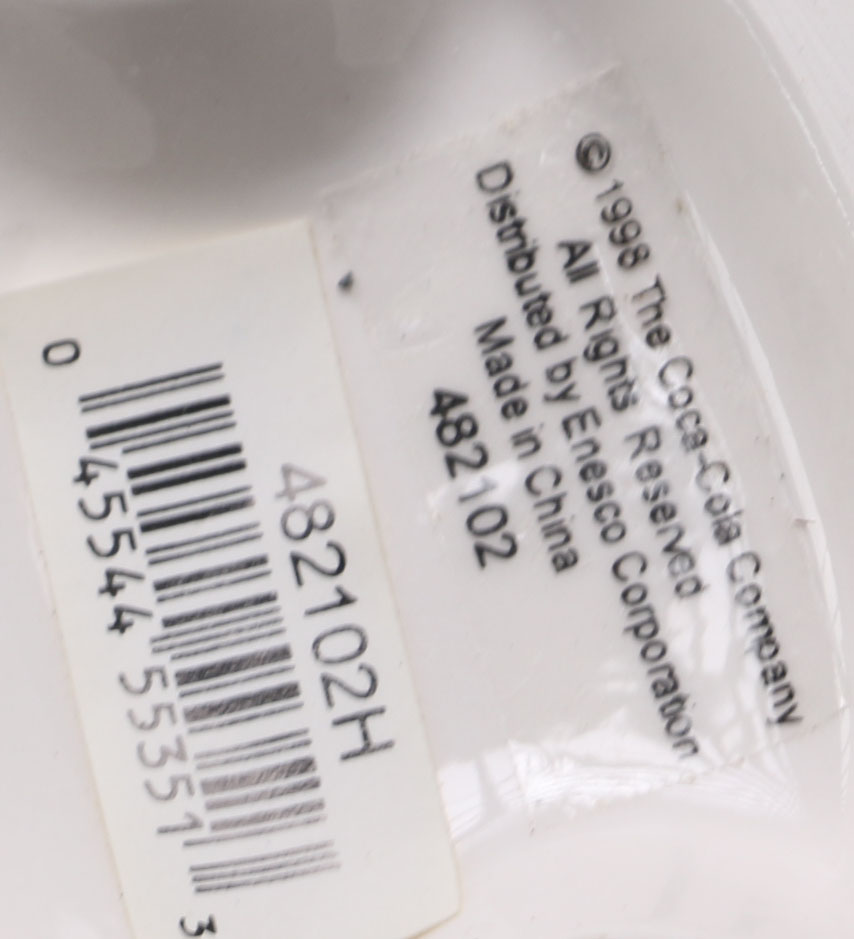 © 1998 The Coca-Cola Company
All Rights Reserved
Distributed by Enesco Corporation
Made in China
482102
482102H
0 45544 55351 3